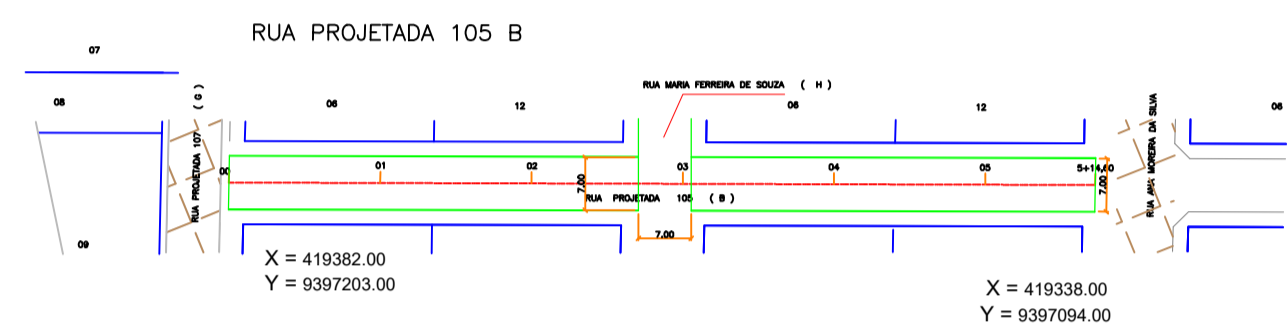 RUA PROJETADA 105 B
07
08
09
RUA PROJETADA 107 ( G )
06
12
RUA MARIA FERREIRA DE SOUZA ( H )
06
12
RUA ANA MOREIRA DA SILVA
06
00
01
02
03
04
05
5+14,00
7.00
7.00
RUA PROJETADA 105 ( B )
7.00
X = 419382.00
Y = 9397203.00
X = 419338.00
Y = 9397094.00